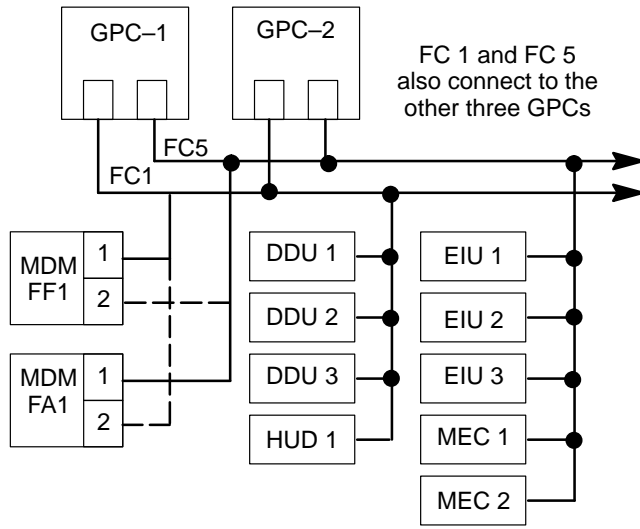 GPC–1
GPC–2
FC 1 and FC 5
also connect to the
other three GPCs
FC5
FC1
MDM
FF1
1
2
MDM
FA1
1
2
DDU 1
DDU 2
DDU 3
HUD 1
EIU 1
EIU 2
EIU 3
MEC 1
MEC 2